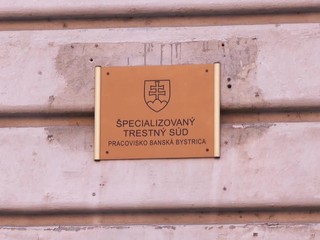 ŠPECIALIZOVANÝ
TRESTNÝ SÚD
PRACOVISKO BANSKÁ BYSTRICA